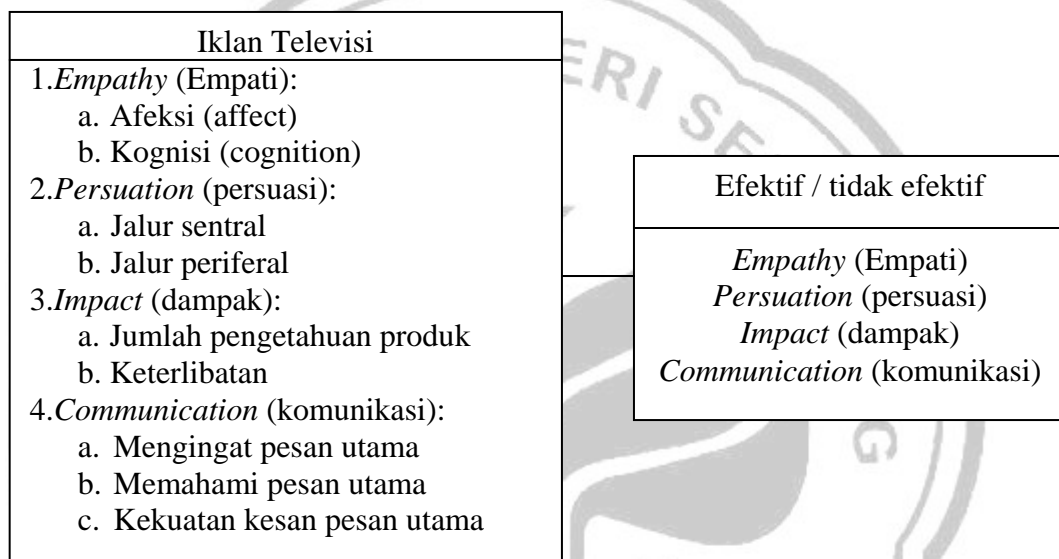 Iklan Televisi
1.Empathy (Empati):
a. Afeksi (affect)
b. Kognisi (cognition)
2.Persuation (persuasi):
a. Jalur sentral
b. Jalur periferal
3.Impact (dampak):
a. Jumlah pengetahuan produk
b. Keterlibatan
4.Communication (komunikasi):
a. Mengingat pesan utama
b. Memahami pesan utama
c. Kekuatan kesan pesan utama
Efektif / tidak efektif
Empathy (Empati)
Persuation (persuasi)
Impact (dampak)
Communication (komunikasi)
ERI SE
G